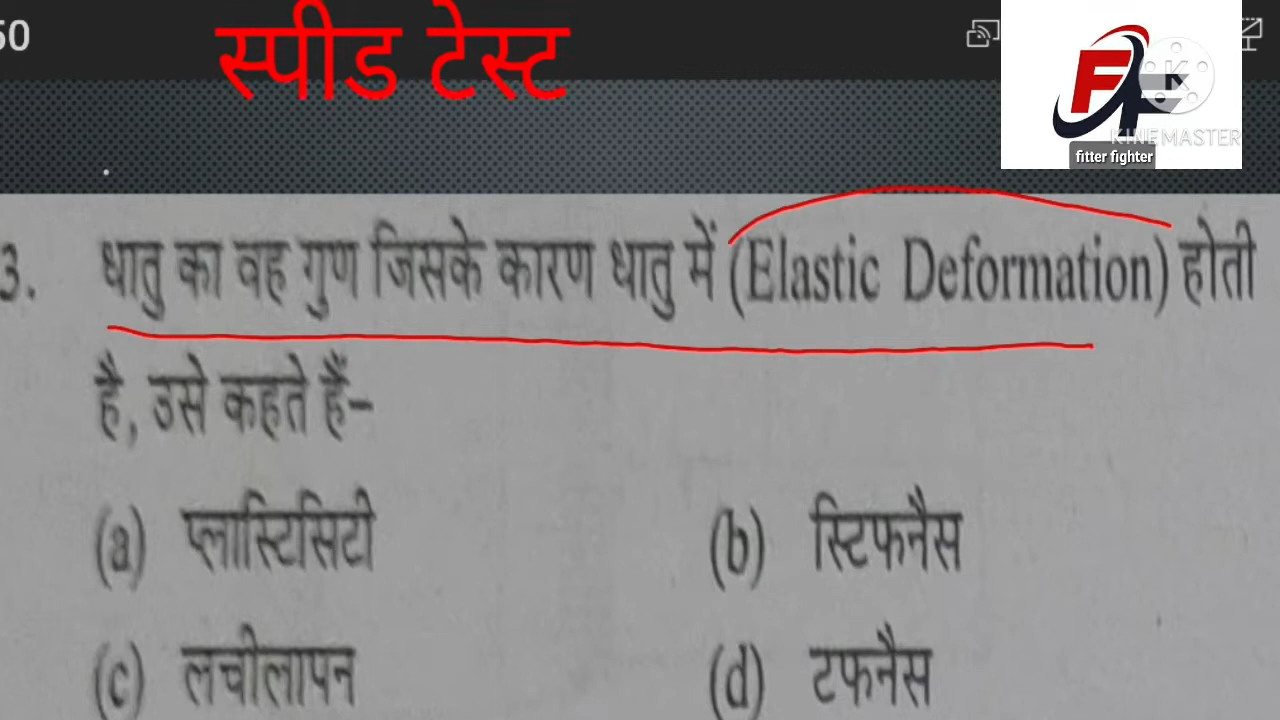 50
स्पीड टेस्ट
K
KINEMASTER
fitter fighter
3. धातु का वह गुण जिसके कारण धातु में (Elastic Deformation) होती
है, उसे कहते हैं–
(a) प्लास्टिसिटी (b) स्टिफनैस
(c) लचीलापन (d) टफनैस